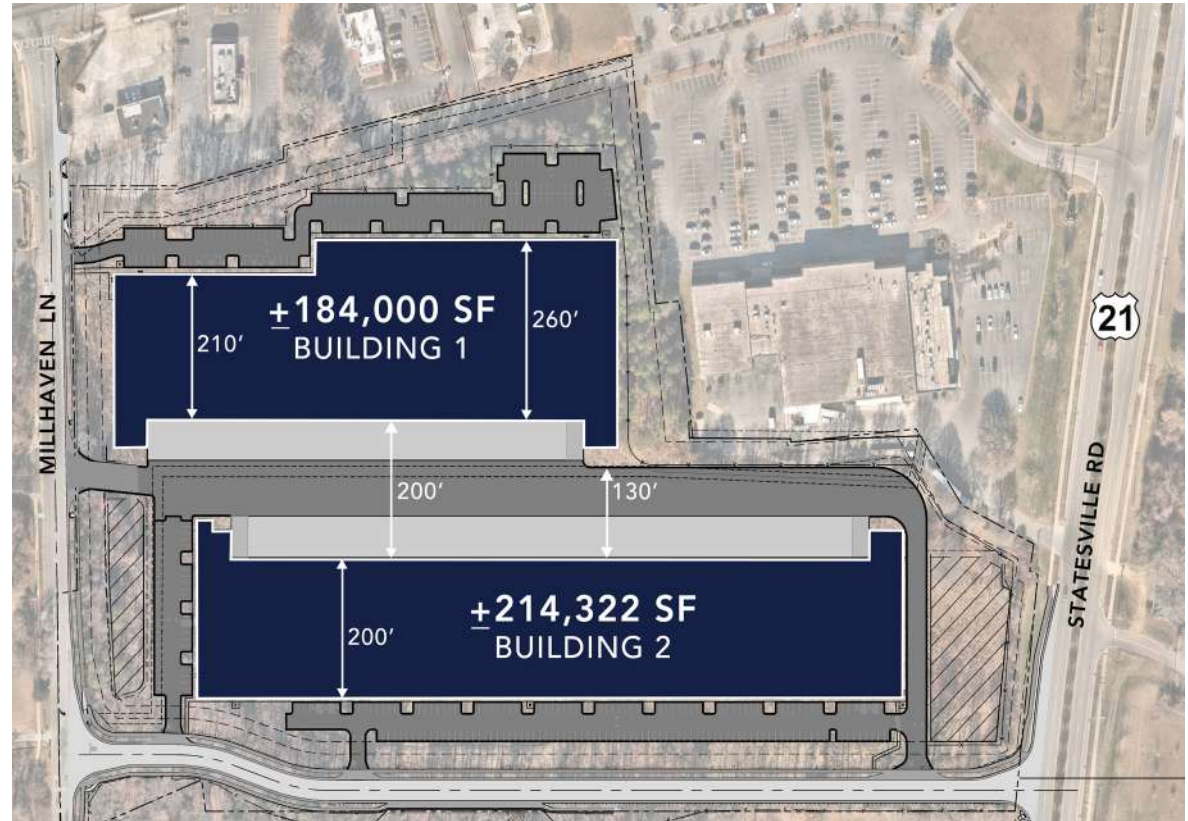 MILLHAVEN LN
+184,000 SF
BUILDING 1
210'
260'
21
200'
130'
STATESVILLE RD
+214,322 SF
BUILDING 2
200'